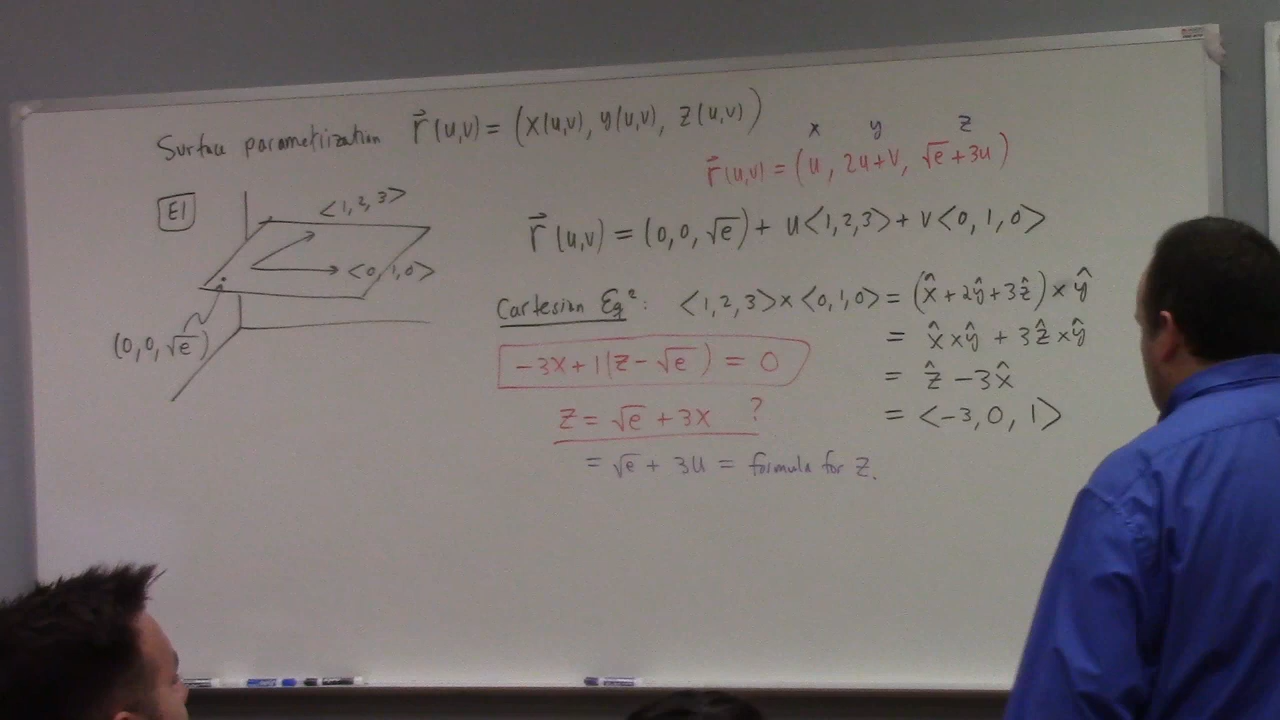 Surface parametrization r⃗(u,v) = (x(u,v), y(u,v), z(u,v))
x y z
r⃗(u,v) = (u, 2u+v, √e+3u)
E1
<1, 2, 3>
<0, 1, 0>
(0, 0, √e)
r⃗(u,v) = (0, 0, √e) + u<1, 2, 3> + v<0, 1, 0>
Cartesian Eqⁿ: <1, 2, 3> × <0, 1, 0> = (x̂ + 2ŷ + 3ẑ) × ŷ
= x̂ × ŷ + 3ẑ × ŷ
= ẑ - 3x̂
= <-3, 0, 1>
-3x + 1(z - √e) = 0
z = √e + 3x ?
= √e + 3u = formula for z.